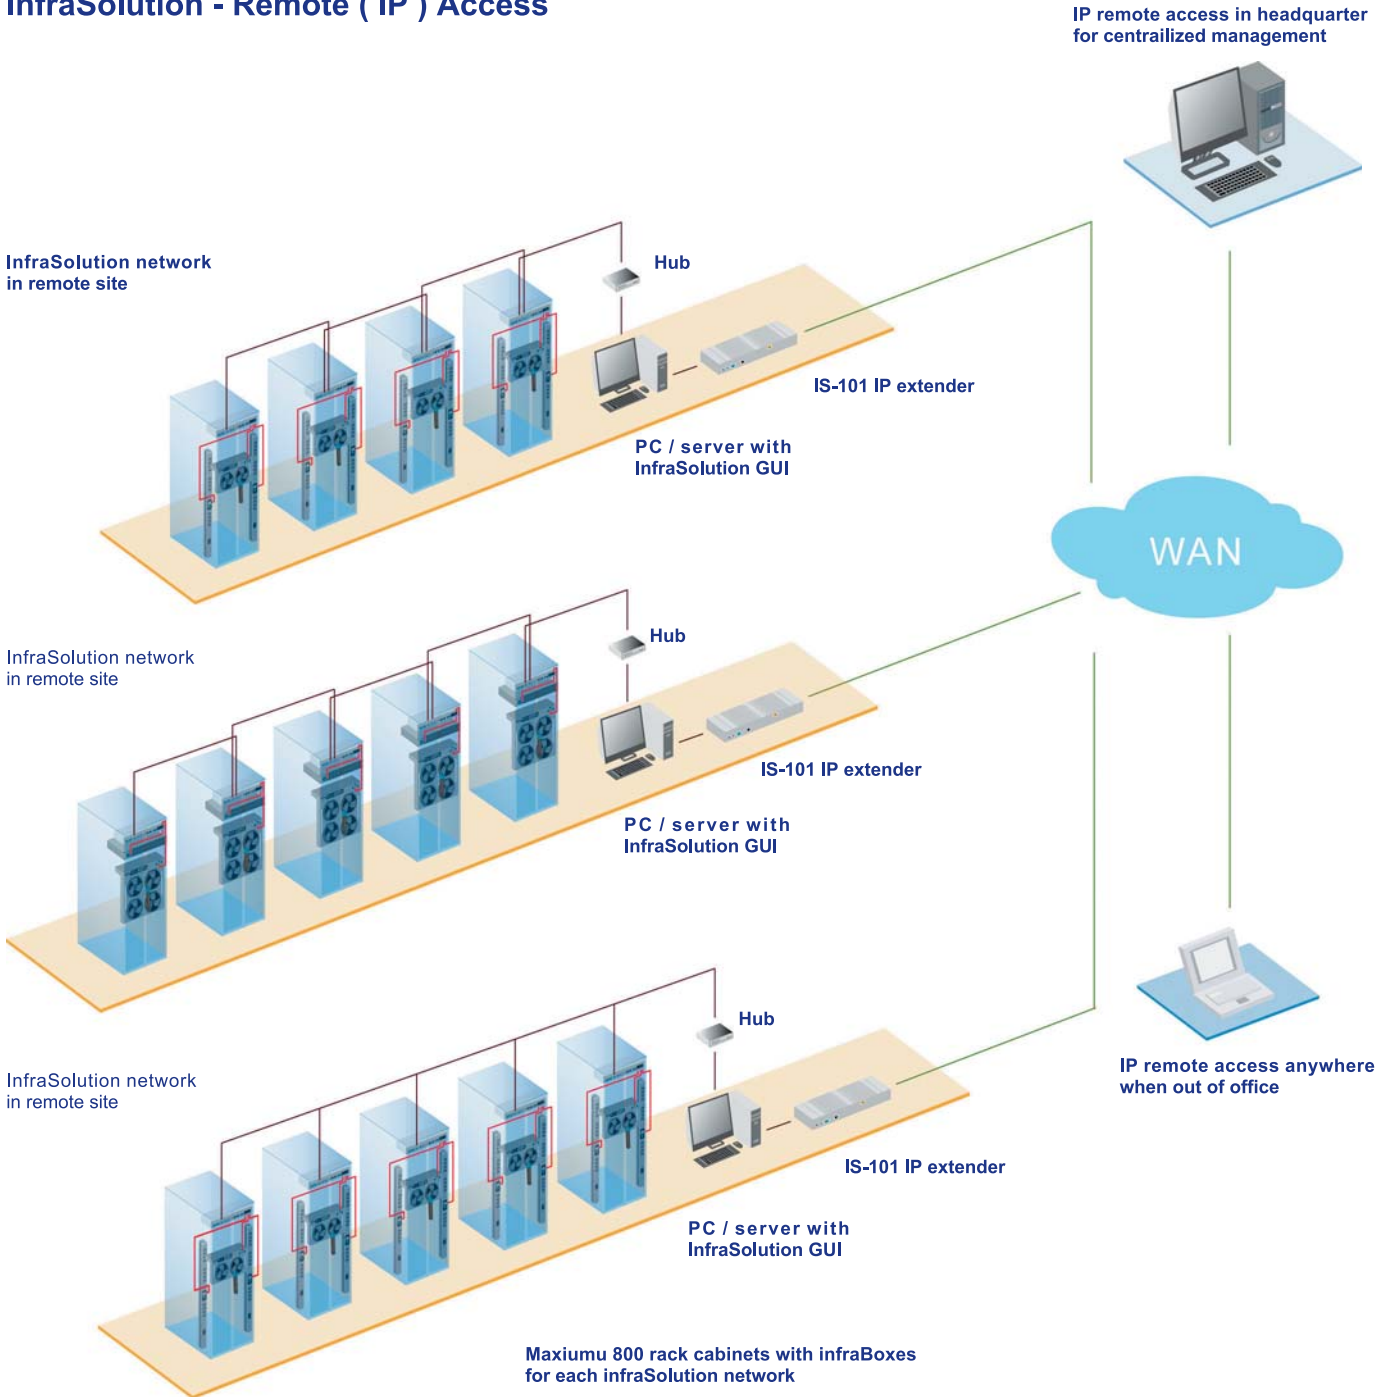 InfraSolution - Remote ( IP ) Access
IP remote access in headquarter
for centrailized management
InfraSolution network
in remote site
Hub
IS-101 IP extender
PC / server with
InfraSolution GUI
WAN
InfraSolution network
in remote site
Hub
IS-101 IP extender
PC / server with
InfraSolution GUI
InfraSolution network
in remote site
Hub
IP remote access anywhere
when out of office
IS-101 IP extender
PC / server with
InfraSolution GUI
Maxiumu 800 rack cabinets with infraBoxes
for each infraSolution network